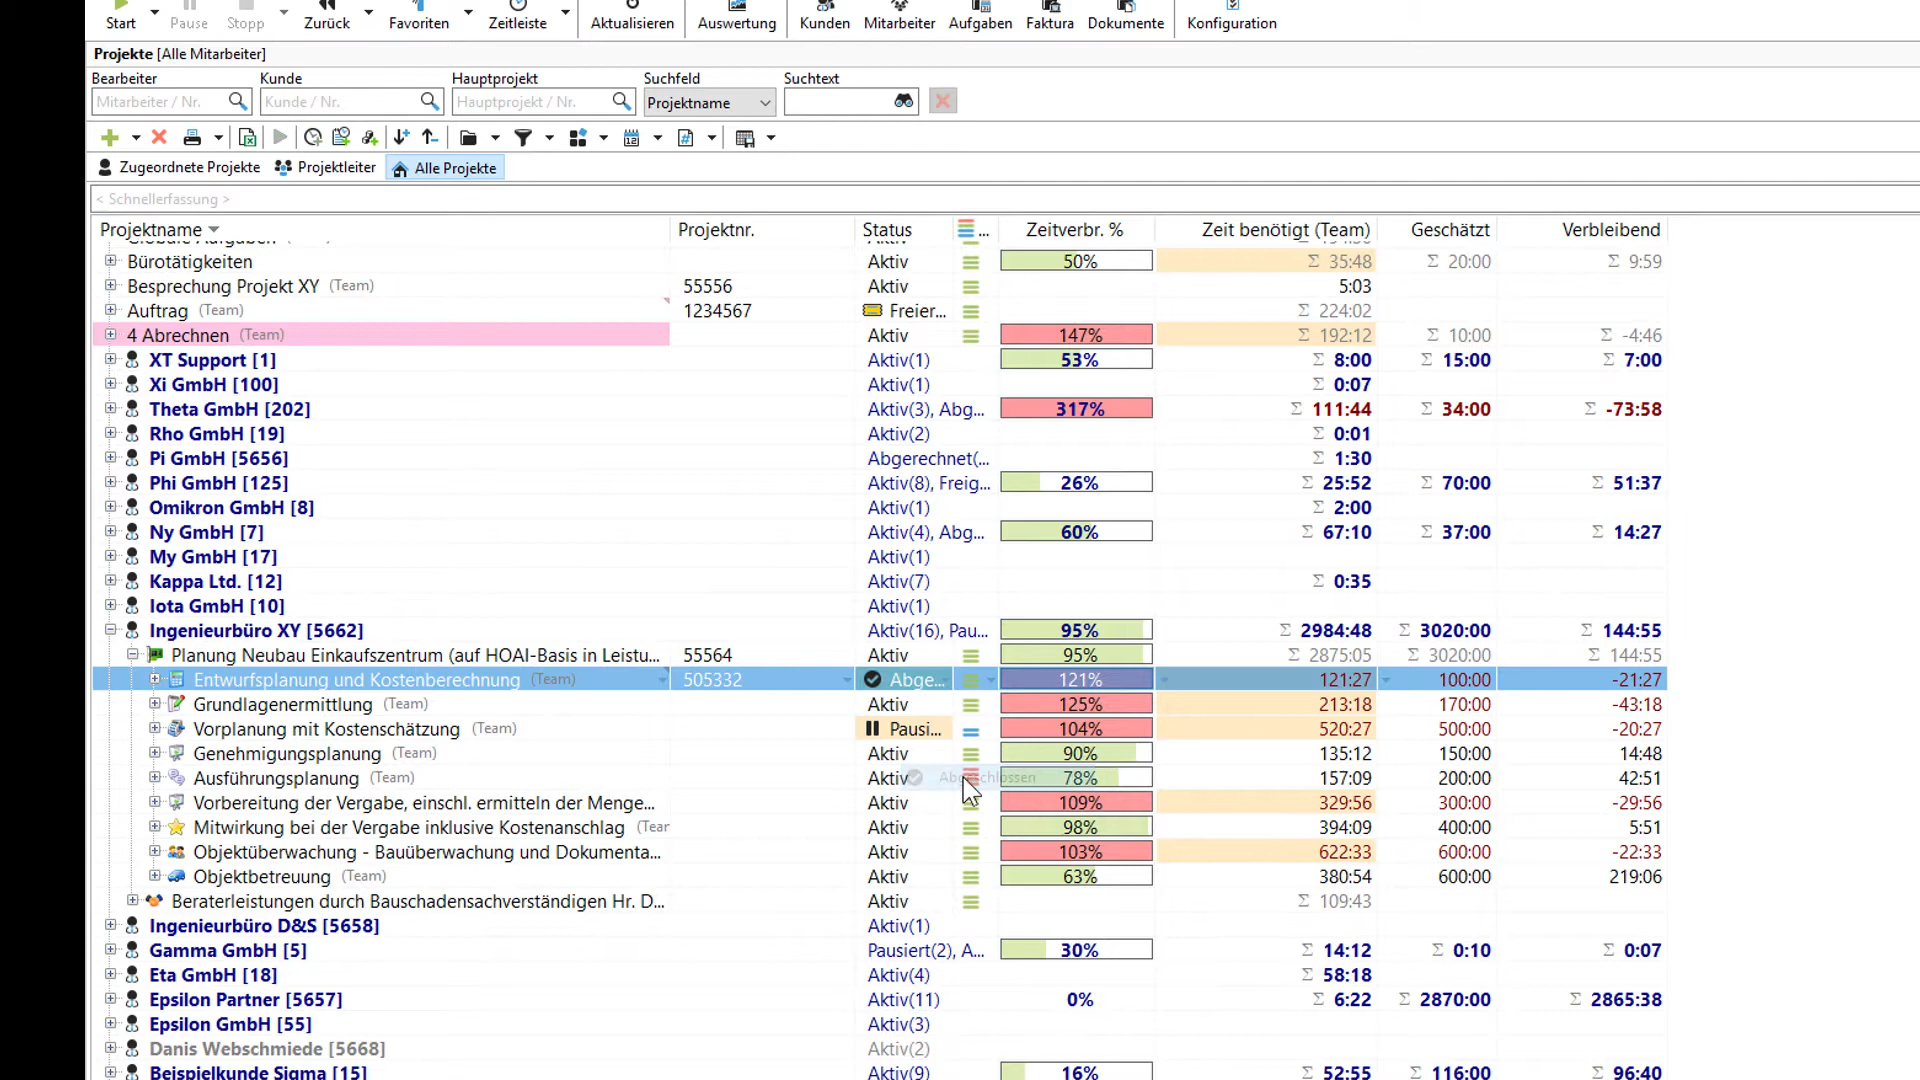 Start Pause Stopp Zurück Favoriten Zeitleiste Aktualisieren Auswertung Kunden Mitarbeiter Aufgaben Faktura Dokumente Konfiguration
Projekte [Alle Mitarbeiter]
Bearbeiter Kunde Hauptprojekt Suchfeld Suchtext
Mitarbeiter / Nr. Kunde / Nr. Hauptprojekt / Nr. Projektname
Zugeordnete Projekte Projektleiter Alle Projekte
< Schnellerfassung >
Projektname Projektnr. Status ... Zeitverbr. % Zeit benötigt (Team) Geschätzt Verbleibend
Bürotätigkeiten Aktiv 50% Σ 35:48 Σ 20:00 Σ 9:59
Besprechung Projekt XY (Team) 55556 Aktiv 5:03
Auftrag (Team) 1234567 Freier... Σ 224:02
4 Abrechnen (Team) Aktiv 147% Σ 192:12 Σ 10:00 Σ -4:46
XT Support [1] Aktiv(1) 53% Σ 8:00 Σ 15:00 Σ 7:00
Xi GmbH [100] Aktiv(1) Σ 0:07
Theta GmbH [202] Aktiv(3), Abg... 317% Σ 111:44 Σ 34:00 Σ -73:58
Rho GmbH [19] Aktiv(2) Σ 0:01
Pi GmbH [5656] Abgerechnet(... Σ 1:30
Phi GmbH [125] Aktiv(8), Freig... 26% Σ 25:52 Σ 70:00 Σ 51:37
Omikron GmbH [8] Aktiv(1) Σ 2:00
Ny GmbH [7] Aktiv(4), Abg... 60% Σ 67:10 Σ 37:00 Σ 14:27
My GmbH [17] Aktiv(1)
Kappa Ltd. [12] Aktiv(7) Σ 0:35
Iota GmbH [10] Aktiv(1)
Ingenieurbüro XY [5662] Aktiv(16), Pau... 95% Σ 2984:48 Σ 3020:00 Σ 144:55
Planung Neubau Einkaufszentrum (auf HOAI-Basis in Leistu... 55564 Aktiv 95% Σ 2875:05 Σ 3020:00 Σ 144:55
Entwurfsplanung und Kostenberechnung (Team) 505332 Abge... 121% 121:27 100:00 -21:27
Grundlagenermittlung (Team) Aktiv 125% 213:18 170:00 -43:18
Vorplanung mit Kostenschätzung (Team) Pausi... 104% 520:27 500:00 -20:27
Genehmigungsplanung (Team) Aktiv 90% 135:12 150:00 14:48
Ausführungsplanung (Team) Aktiv 78% 157:09 200:00 42:51
Vorbereitung der Vergabe, einschl. ermitteln der Menge... Aktiv 109% 329:56 300:00 -29:56
Mitwirkung bei der Vergabe inklusive Kostenanschlag (Tear Aktiv 98% 394:09 400:00 5:51
Objektüberwachung - Bauüberwachung und Dokumenta... Aktiv 103% 622:33 600:00 -22:33
Objektbetreuung (Team) Aktiv 63% 380:54 600:00 219:06
Beraterleistungen durch Bauschadensachverständigen Hr. D... Aktiv Σ 109:43
Ingenieurbüro D&S [5658] Aktiv(1)
Gamma GmbH [5] Pausiert(2), A... 30% Σ 14:12 Σ 0:10 Σ 0:07
Eta GmbH [18] Aktiv(4) Σ 58:18
Epsilon Partner [5657] Aktiv(11) 0% Σ 6:22 Σ 2870:00 Σ 2865:38
Epsilon GmbH [55] Aktiv(3)
Danis Webschmiede [5668] Aktiv(2)
Beispielkunde Sigma [15] Aktiv(9) 16% Σ 52:55 Σ 116:00 Σ 96:40